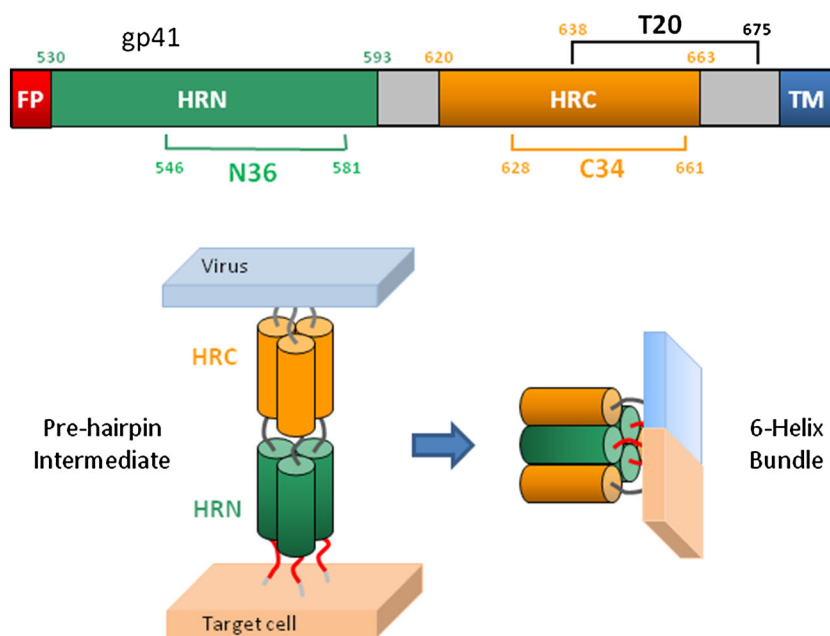 gp41
638 T20 675
530 593 620 663
FP HRN HRC TM
546 N36 581 628 C34 661
Virus
HRC
Pre-hairpin
Intermediate
6-Helix
Bundle
HRN
Target cell